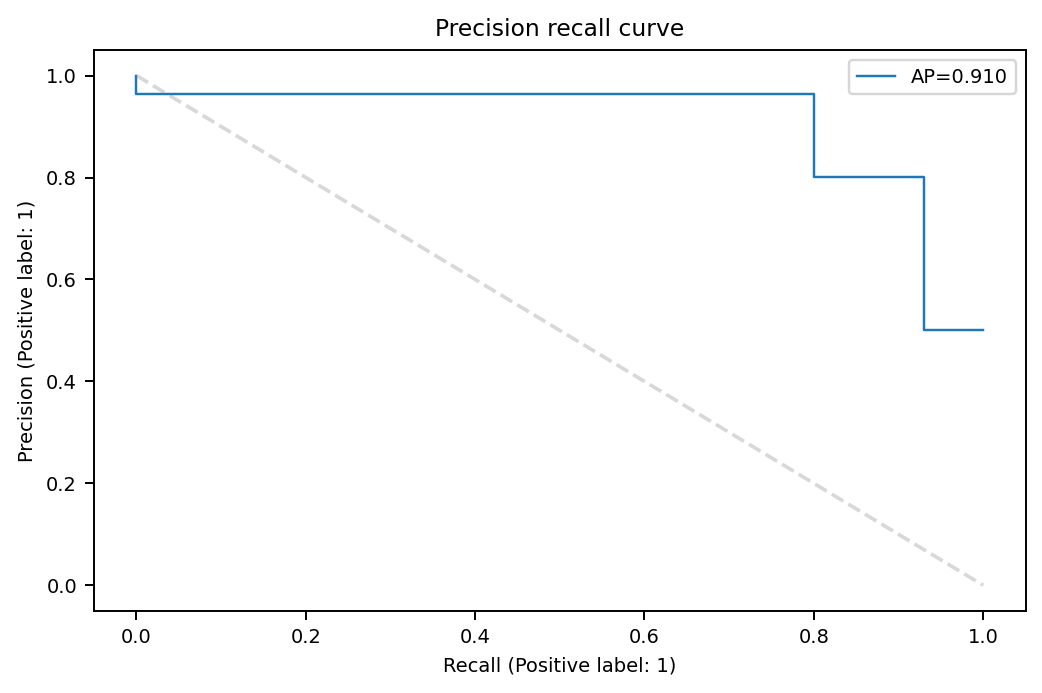 Precision recall curve
AP=0.910
Precision (Positive label: 1)
1.0
0.8
0.6
0.4
0.2
0.0
0.0 0.2 0.4 0.6 0.8 1.0
Recall (Positive label: 1)